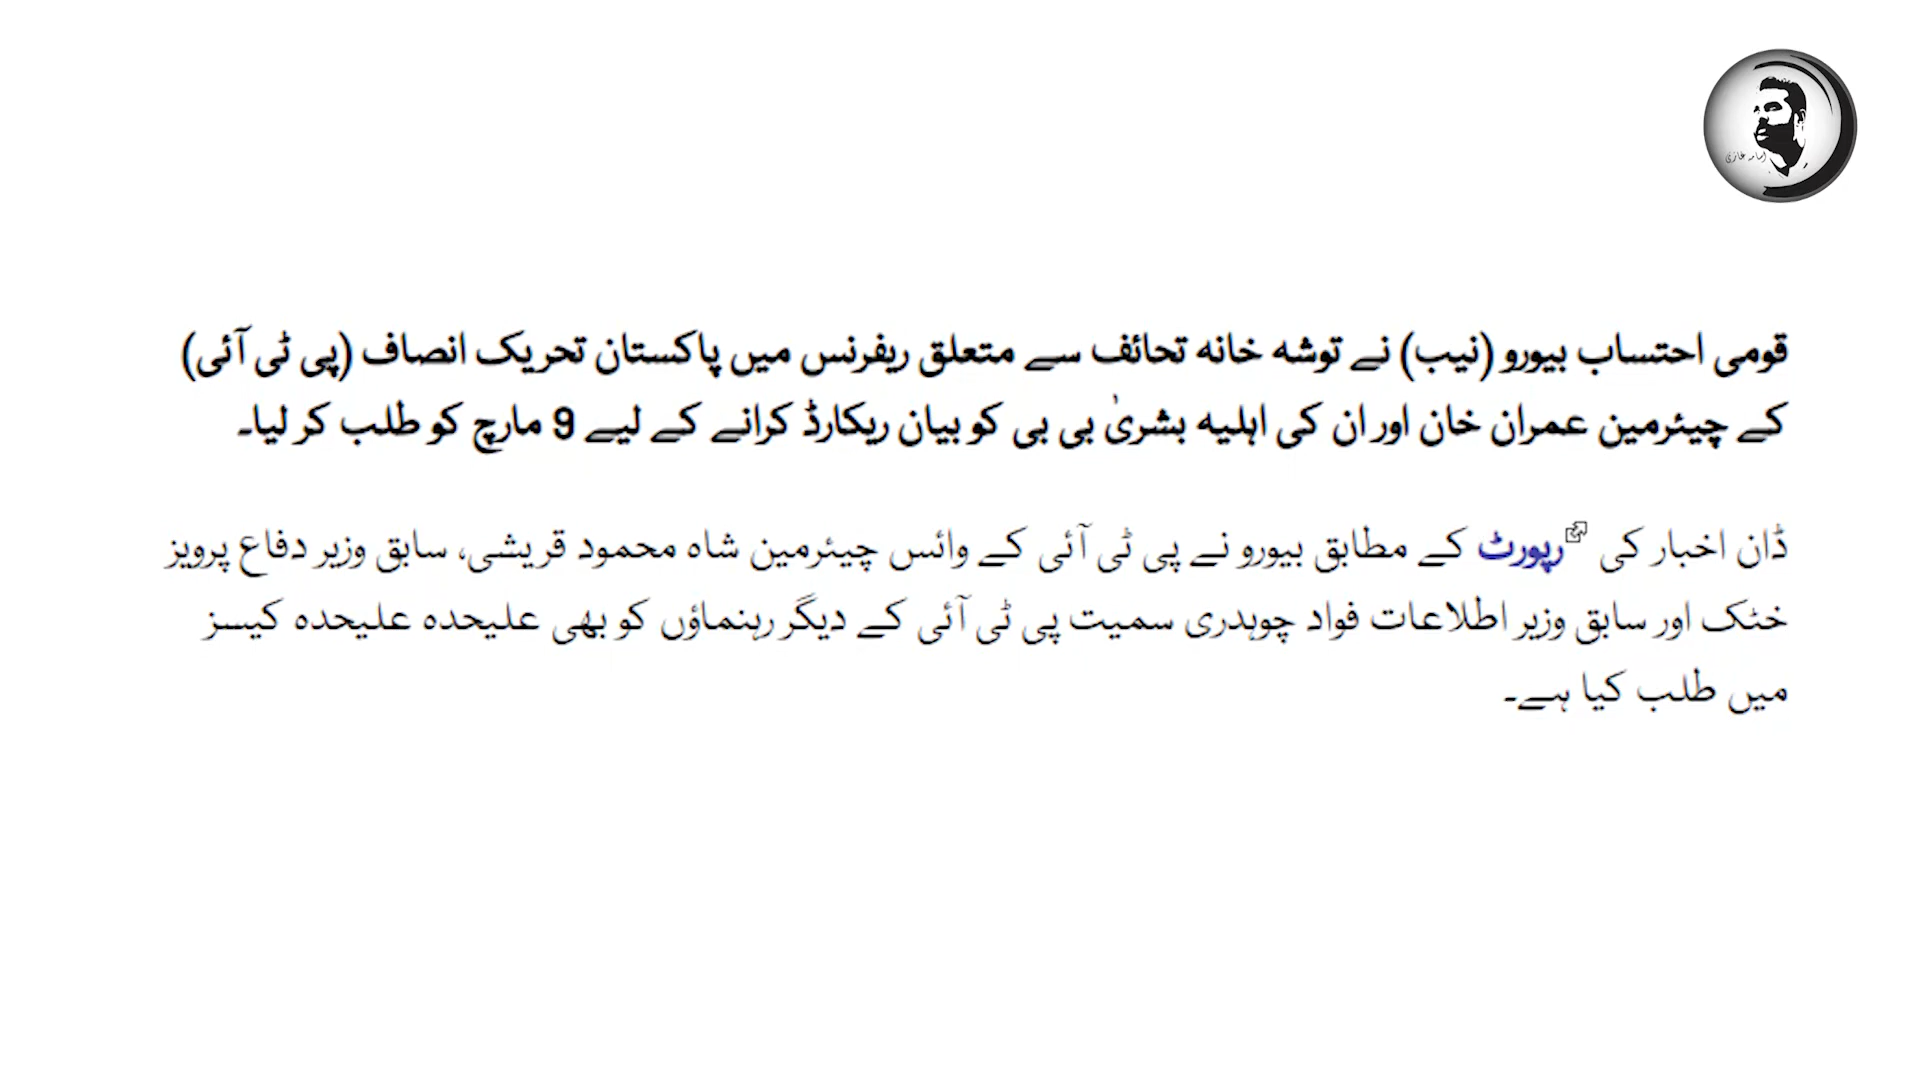 اسامہ غازی
قومی احتساب بیورو (نیب) نے توشہ خانہ تحائف سے متعلق ریفرنس میں پاکستان تحریک انصاف (پی ٹی آئی)
کے چیئرمین عمران خان اور ان کی اہلیہ بشریٰ بی بی کو بیان ریکارڈ کرانے کے لیے 9 مارچ کو طلب کر لیا۔
ڈان اخبار کی رپورٹ کے مطابق بیورو نے پی ٹی آئی کے وائس چیئرمین شاہ محمود قریشی، سابق وزیر دفاع پرویز
خٹک اور سابق وزیر اطلاعات فواد چوہدری سمیت پی ٹی آئی کے دیگر رہنماؤں کو بھی علیحدہ علیحدہ کیسز
میں طلب کیا ہے۔